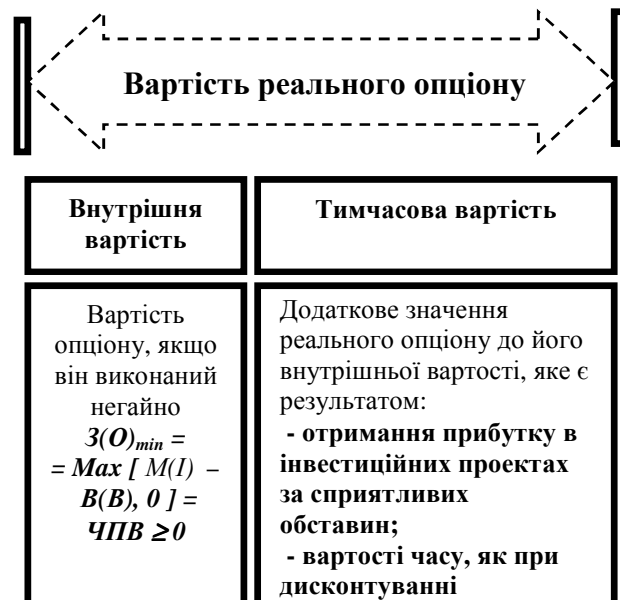 Вартість реального опціону
Внутрішня
вартість
Тимчасова вартість
Вартість
опціону, якщо
він виконаний
негайно
З(О)min =
= Max [ М(І) –
В(В), 0 ] =
ЧПВ ≥ 0
Додаткове значення
реального опціону до його
внутрішньої вартості, яке є
результатом:
- отримання прибутку в
інвестиційних проектах
за сприятливих
обставин;
- вартості часу, як при
дисконтуванні